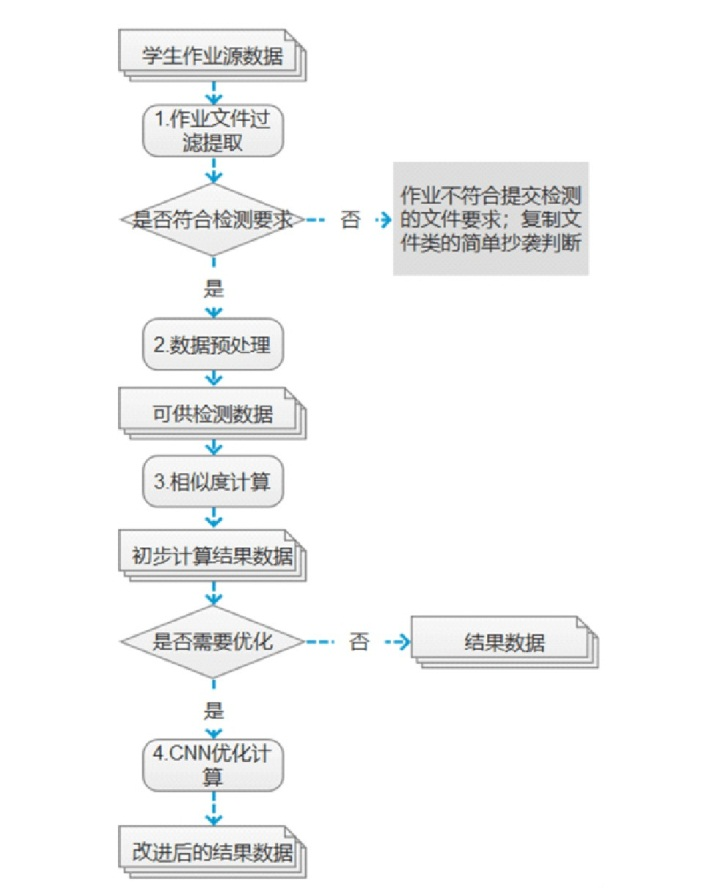 学生作业源数据
1.作业文件过
滤提取
是否符合检测要求
否
作业不符合提交检测
的文件要求；复制文
件类的简单抄袭判断
是
2.数据预处理
可供检测数据
3.相似度计算
初步计算结果数据
是否需要优化
否
结果数据
是
4.CNN优化计
算
改进后的结果数据